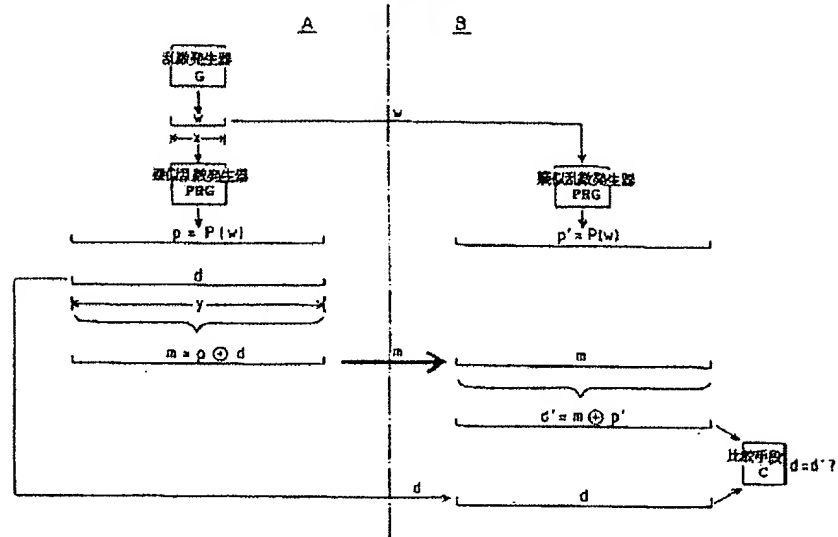 A
B
乱数発生器
G
w
w
x
疑似乱数発生器
PRG
疑似乱数発生器
PRG
p = P(w)
p' = P(w)
d
y
m = p ⊕ d
m
m
d' = m ⊕ p'
比較手段
C
d=d'?
d
d